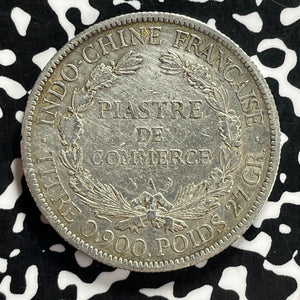 INDO-CHINE FRANÇAISE
PIASTRE
DE
COMMERCE
A
TITRE 0,900 POIDS 27 GR.